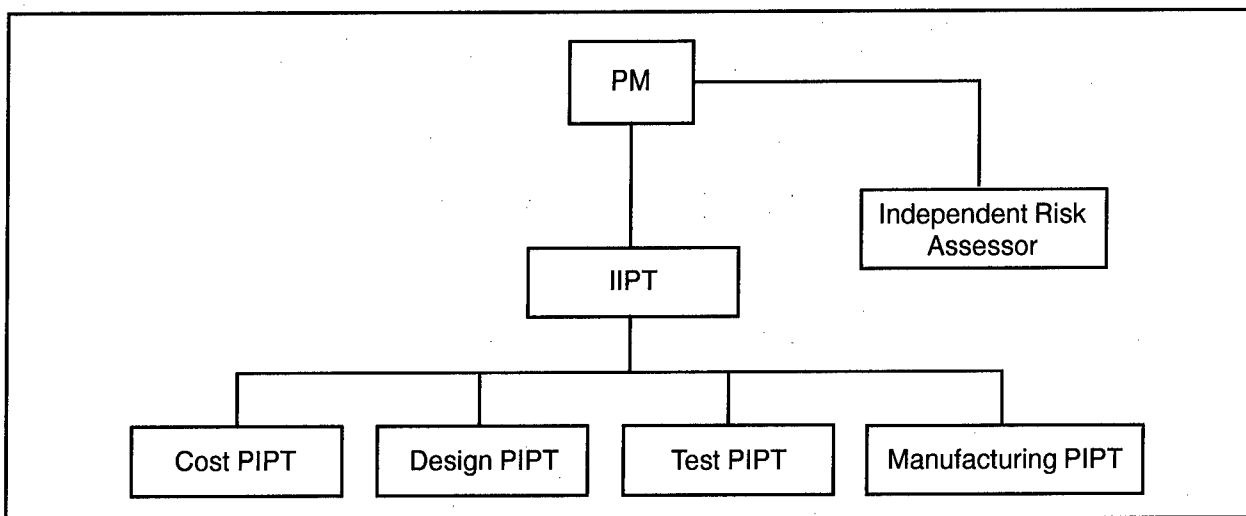 PM
Independent Risk
Assessor
IIPT
Cost PIPT
Design PIPT
Test PIPT
Manufacturing PIPT